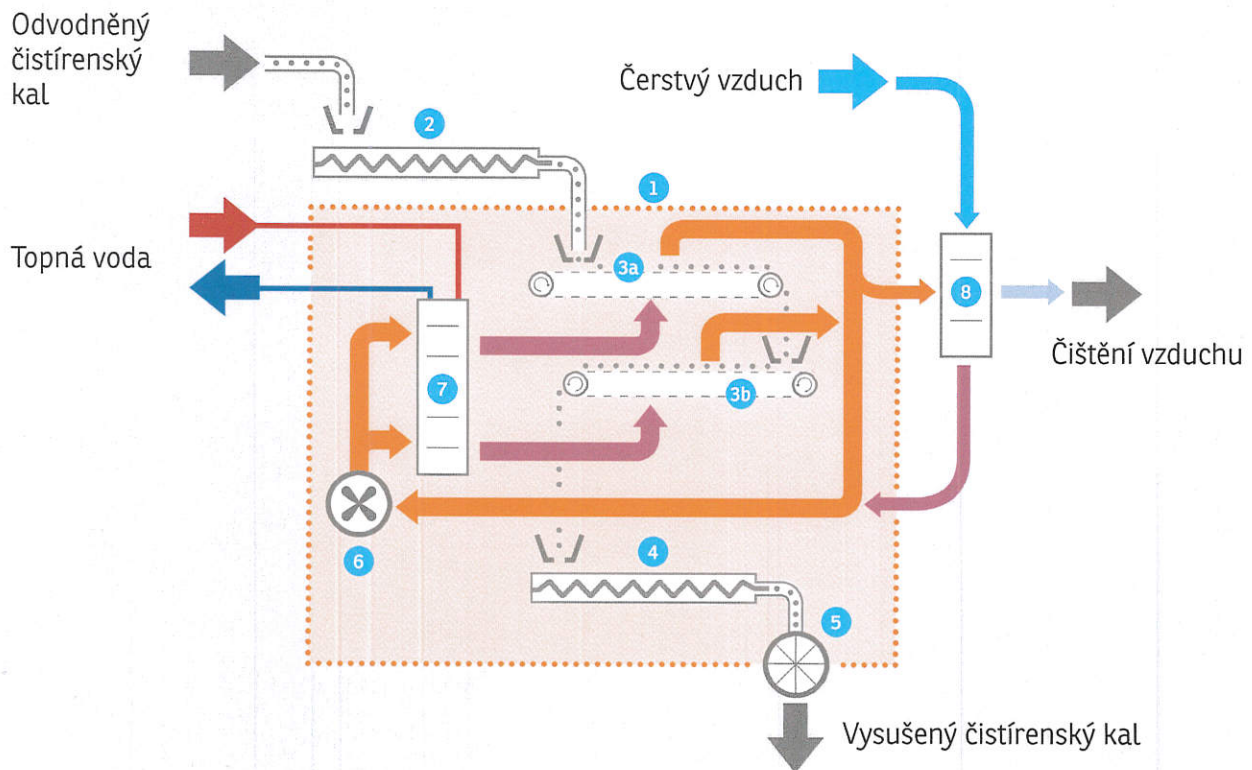 Odvodněný
čistírenský
kal
Čerstvý vzduch
2
1
Topná voda
3a
8
Čištění vzduchu
7
3b
6
4
5
Vysušený čistírenský kal